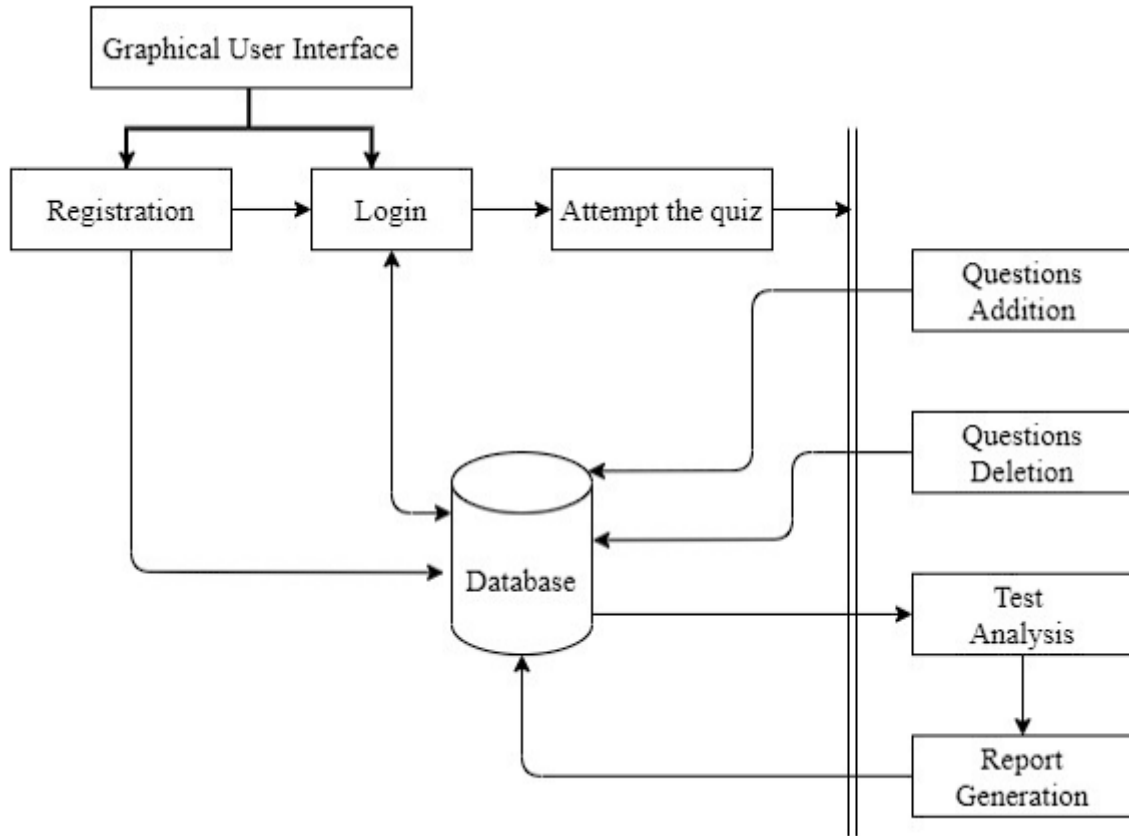 Graphical User Interface
Registration
Login
Attempt the quiz
Questions
Addition
Questions
Deletion
Database
Test
Analysis
Report
Generation